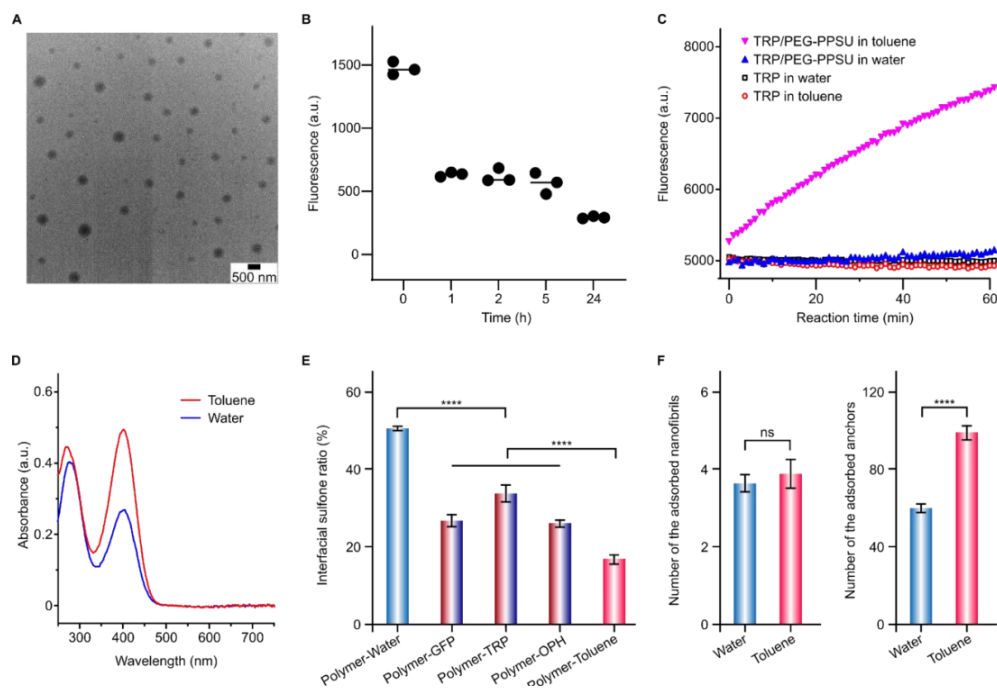 A
500 nm
B
Fluorescence (a.u.)
1500
1000
500
0
0
1
2
5
24
Time (h)
C
Fluorescence (a.u.)
8000
7000
6000
5000
TRP/PEG-PPSU in toluene
TRP/PEG-PPSU in water
TRP in water
TRP in toluene
0
20
40
60
Reaction time (min)
D
Absorbance (a.u.)
0.6
0.4
0.2
0
Toluene
Water
300
400
500
600
700
Wavelength (nm)
E
Interfacial sulfone ratio (%)
60
40
20
0
****
****
Polymer-Water
Polymer-GFP
Polymer-TRP
Polymer-OPH
Polymer-Toluene
F
Number of the adsorbed nanofibrils
6
4
2
0
ns
Water
Toluene
Number of the adsorbed anchors
120
80
40
0
****
Water
Toluene